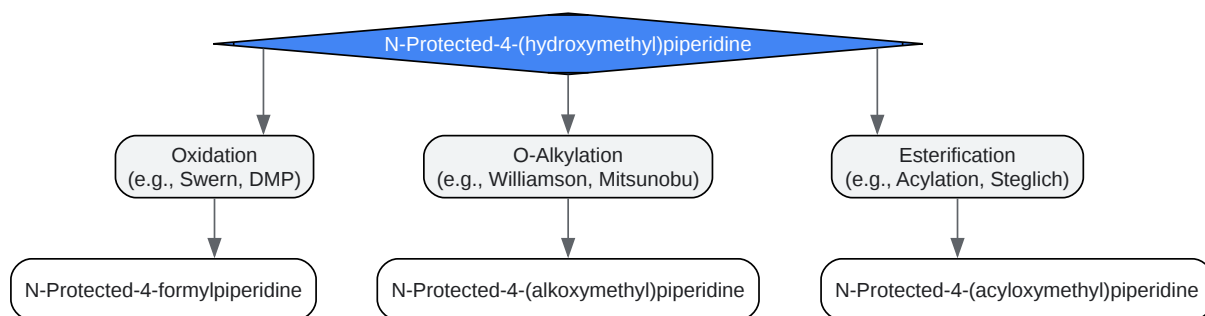 N-Protected-4-(hydroxymethyl)piperidine
Oxidation
(e.g., Swern, DMP)
O-Alkylation
(e.g., Williamson, Mitsunobu)
Esterification
(e.g., Acylation, Steglich)
N-Protected-4-formylpiperidine
N-Protected-4-(alkoxymethyl)piperidine
N-Protected-4-(acyloxymethyl)piperidine